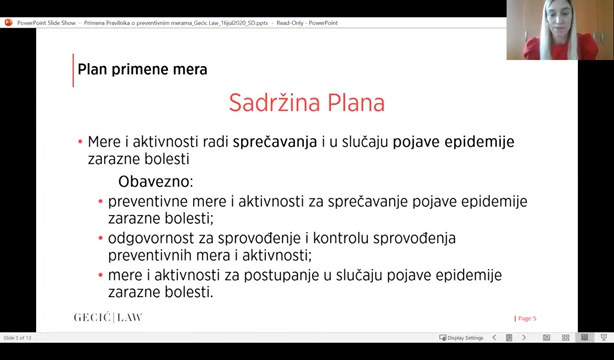 PowerPoint Slide Show - Primena Pravilnika o preventivnim merama_Gecic Law_16jul2020_SD.pptx - Read-Only - PowerPoint
Plan primene mera
Sadržina Plana
• Mere i aktivnosti radi sprečavanja i u slučaju pojave epidemije
zarazne bolesti
Obavezno:
• preventivne mere i aktivnosti za sprečavanje pojave epidemije
zarazne bolesti;
• odgovornost za sprovođenje i kontrolu sprovođenja
preventivnih mera i aktivnosti;
• mere i aktivnosti za postupanje u slučaju pojave epidemije
zarazne bolesti.
GECIĆ|LAW
| Page 5
Slide 5 of 13
Display Settings